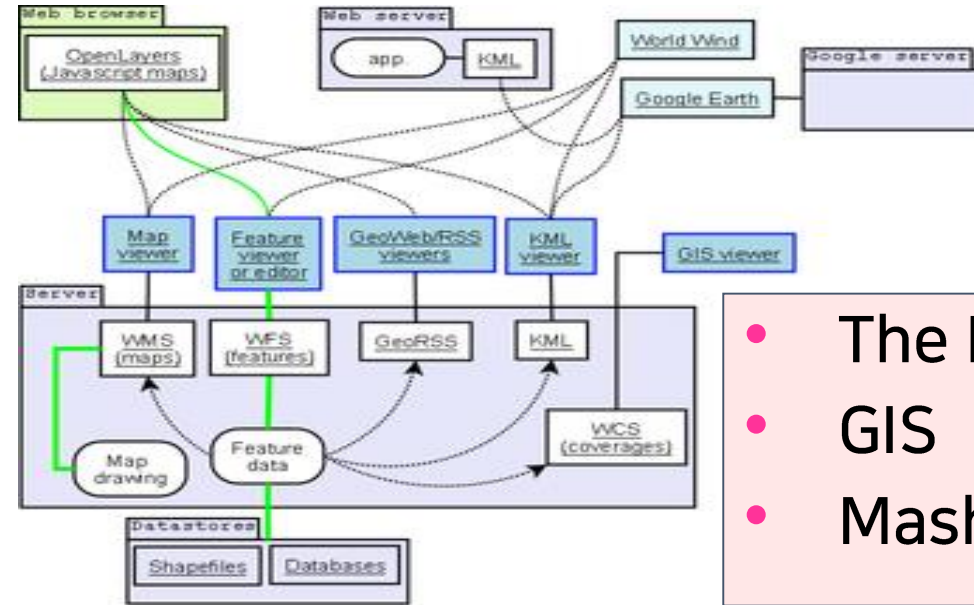 Web browser
OpenLayers
(Javascript maps)
Web server
app
KML
World Wind
Google Earth
Google server
Map
viewer
Feature
viewer
or editor
GeoWeb/RSS
viewers
KML
viewer
GIS viewer
Server
WMS
(maps)
WFS
(features)
GeoRSS
KML
WCS
(coverages)
Map
drawing
Feature
data
Datastores
Shapefiles
Databases
• The
• GIS
• Mash